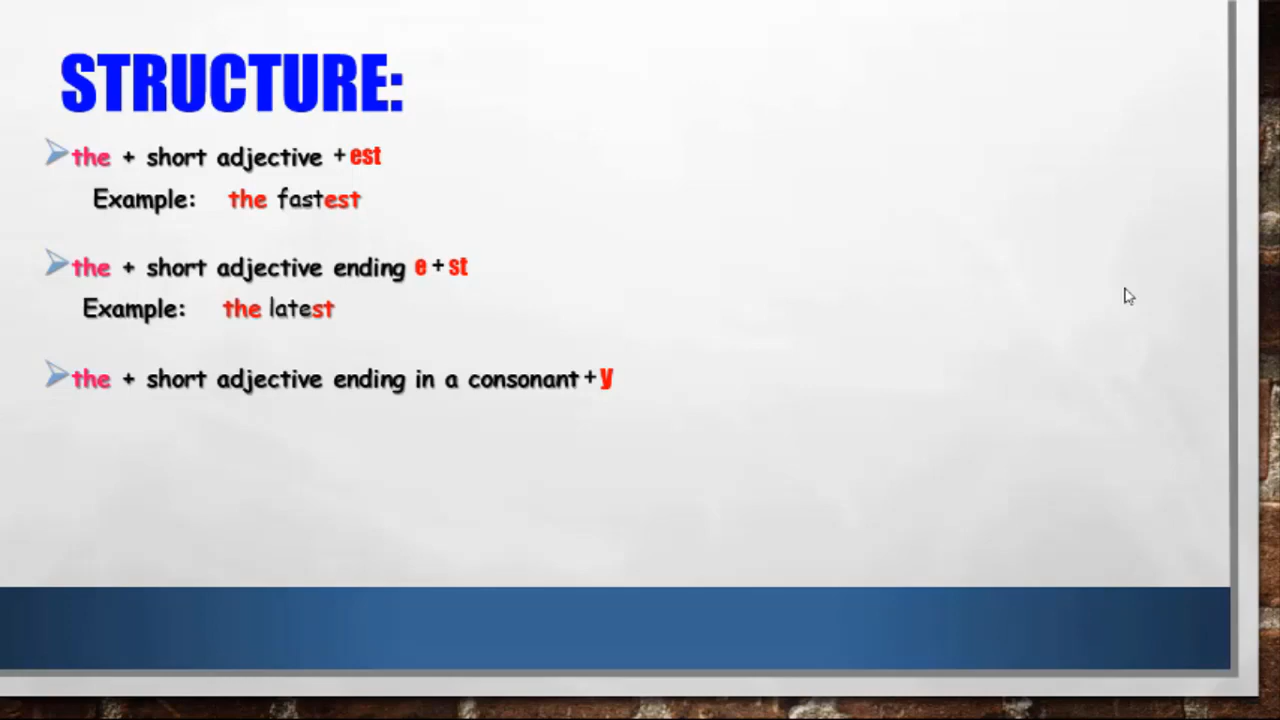 STRUCTURE:
the + short adjective +est
Example: the fastest
the + short adjective ending e+st
Example: the latest
the + short adjective ending in a consonant+y